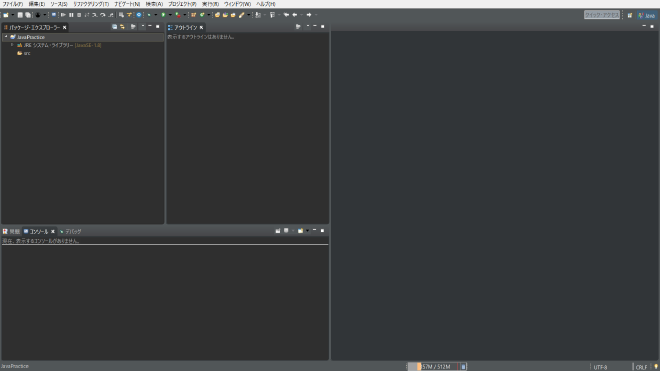 ファイル(F) 編集(E) ソース(S) リファクタリング(T) ナビゲート(N) 検索(A) プロジェクト(P) 実行(R) ウィンドウ(W) ヘルプ(H)
クイック・アクセス
Java
パッケージ・エクスプローラー
アウトライン
JavaPractice
表示するアウトラインはありません。
JRE システム・ライブラリー [JavaSE-1.8]
src
問題 コンソール デバッグ
現在、表示するコンソールがありません。
JavaPractice
57M / 512M
UTF-8
CRLF